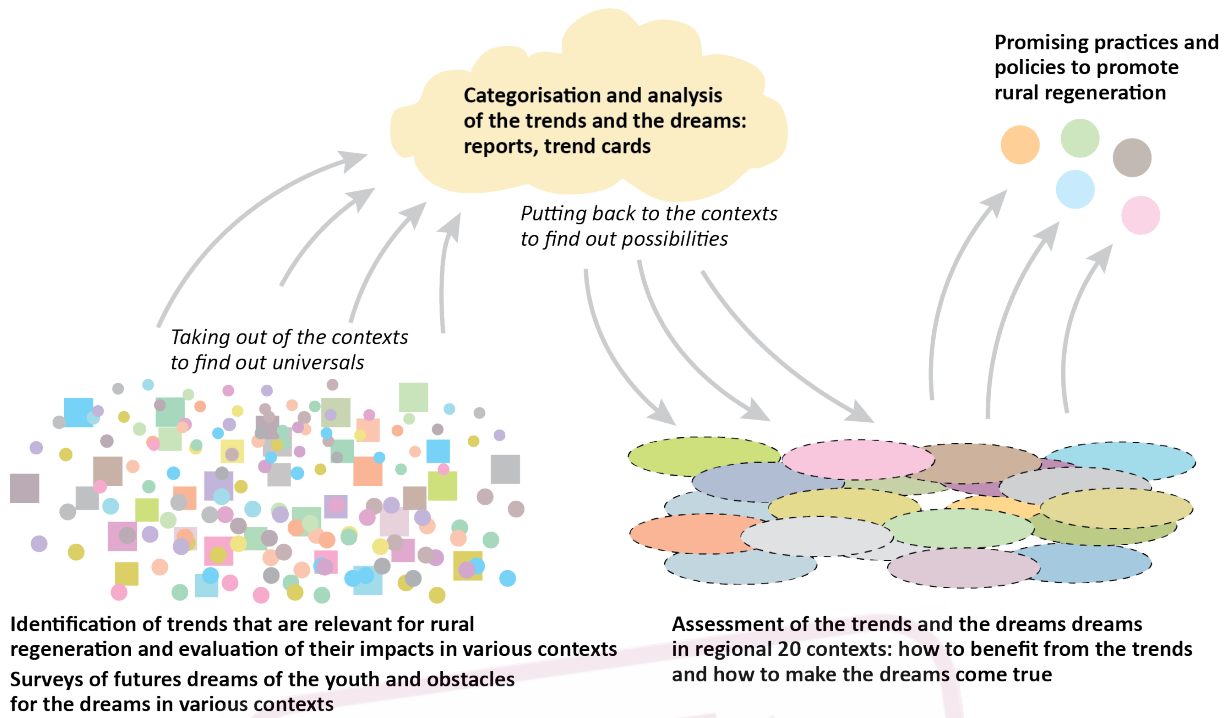 Promising practices and
policies to promote
rural regeneration
Categorisation and analysis
of the trends and the dreams:
reports, trend cards
Putting back to the contexts
to find out possibilities
Taking out of the contexts
to find out universals
Identification of trends that are relevant for rural
regeneration and evaluation of their impacts in various contexts
Surveys of futures dreams of the youth and obstacles
for the dreams in various contexts
Assessment of the trends and the dreams dreams
in regional 20 contexts: how to benefit from the trends
and how to make the dreams come true